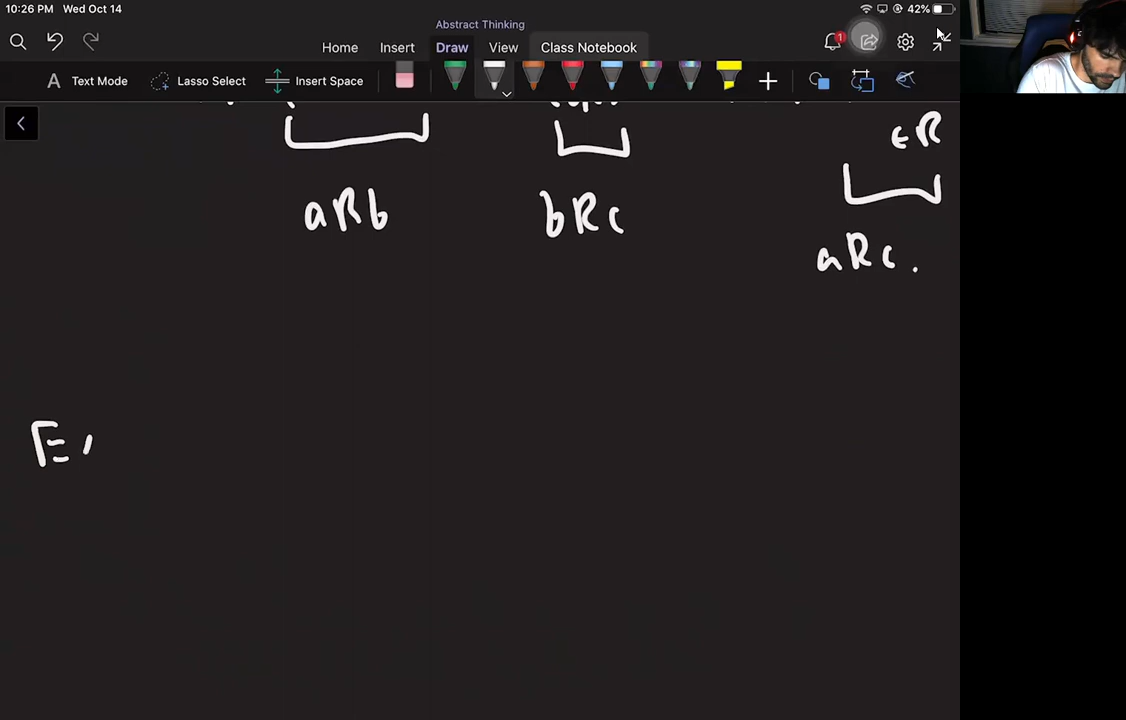 10:26 PM Wed Oct 14
42%
Abstract Thinking
Home Insert Draw View Class Notebook
1
Text Mode Lasso Select Insert Space
∈ R
aRb bRc
aRc.
E